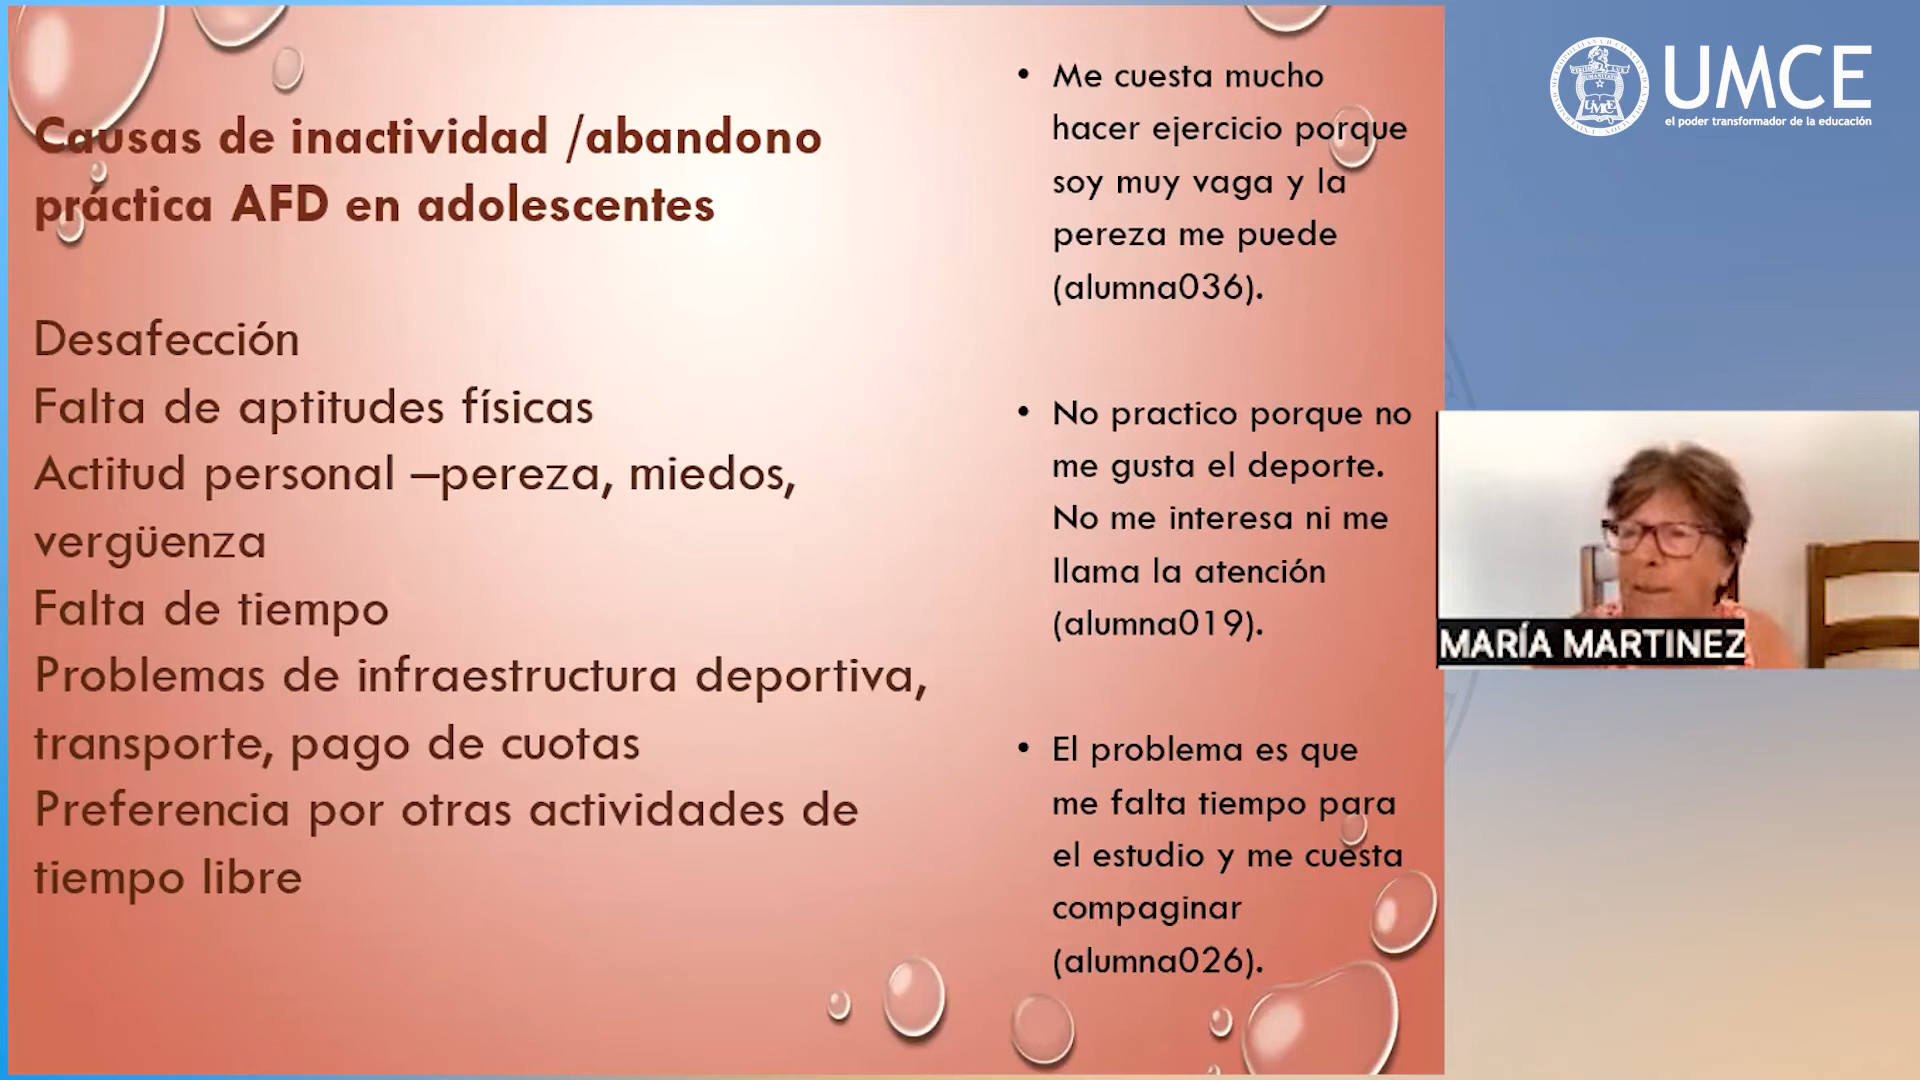 Causas de inactividad /abandono
práctica AFD en adolescentes
Desafección
Falta de aptitudes físicas
Actitud personal –pereza, miedos,
vergüenza
Falta de tiempo
Problemas de infraestructura deportiva,
transporte, pago de cuotas
Preferencia por otras actividades de
tiempo libre
• Me cuesta mucho
hacer ejercicio porque
soy muy vaga y la
pereza me puede
(alumna036).
• No practico porque no
me gusta el deporte.
No me interesa ni me
llama la atención
(alumna019).
• El problema es que
me falta tiempo para
el estudio y me cuesta
compaginar
(alumna026).
UMCE
el poder transformador de la educación
MARÍA MARTINEZ